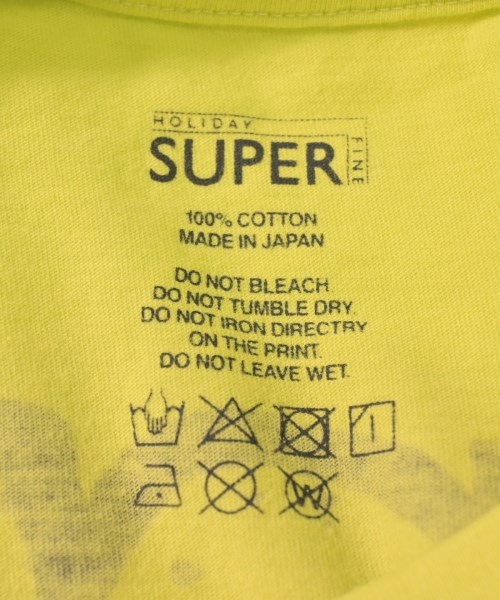 HOLIDAY
SUPER
FINE
100% COTTON
MADE IN JAPAN
DO NOT BLEACH.
DO NOT TUMBLE DRY.
DO NOT IRON DIRECTRY
ON THE PRINT.
DO NOT LEAVE WET.
W